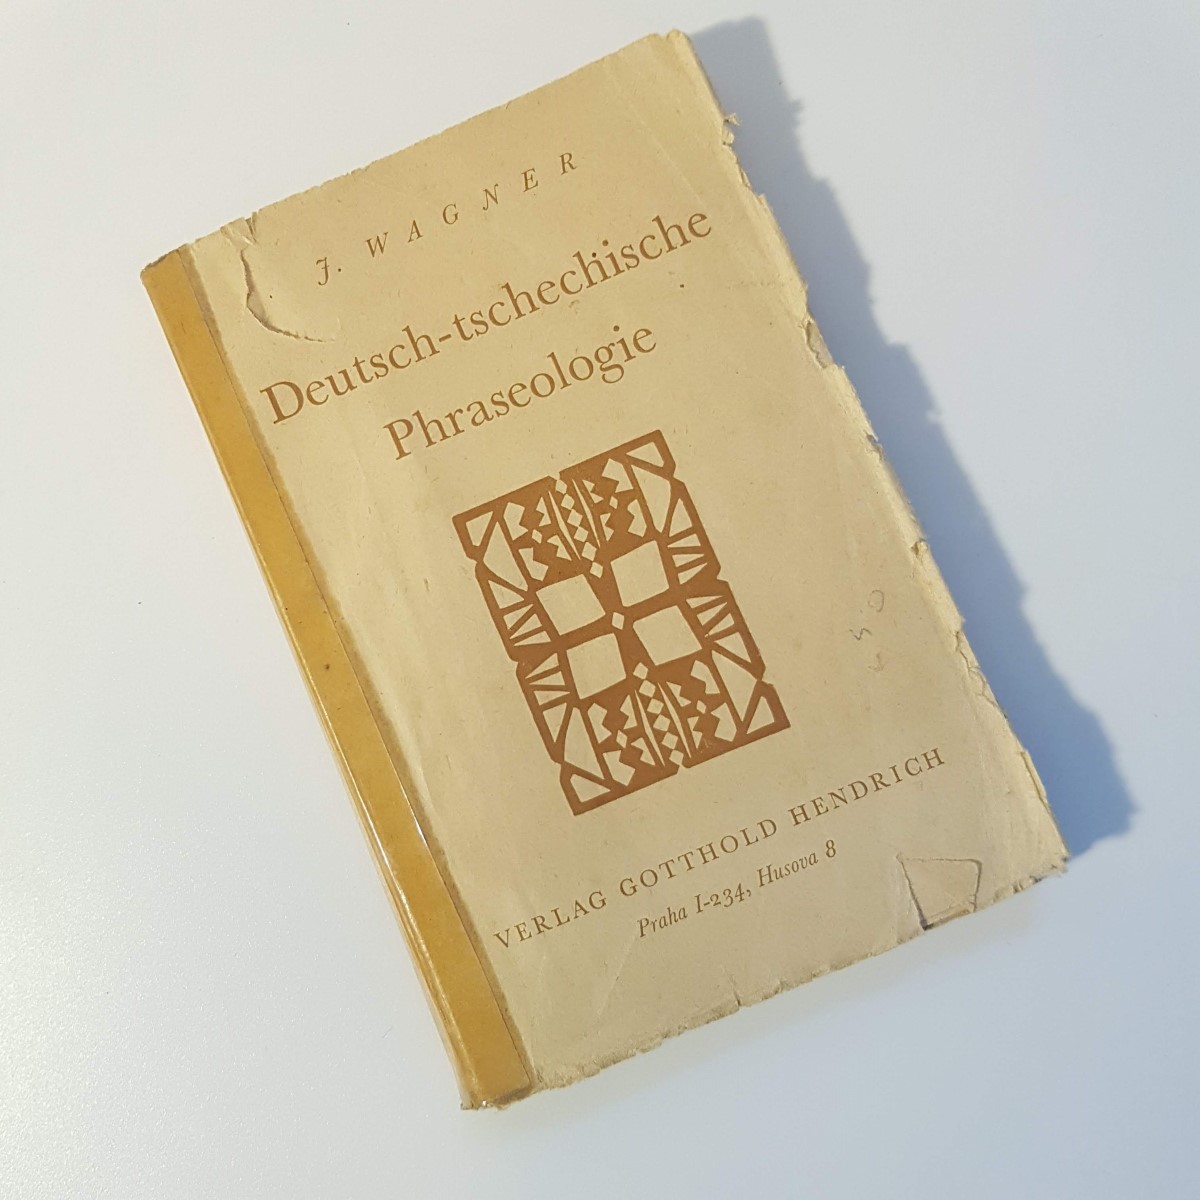 J. WAGNER
Deutsch-tschechische
Phraseologie
VERLAG GOTTHOLD HENDRICH
Praha I-234, Husova 8